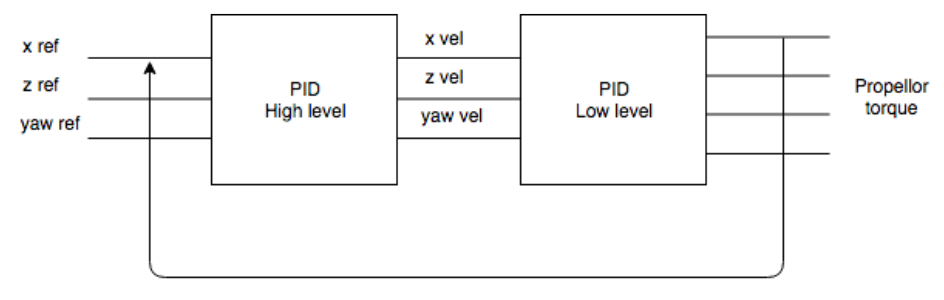 x ref
z ref
yaw ref
PID
High level
x vel
z vel
yaw vel
PID
Low level
Propellor
torque